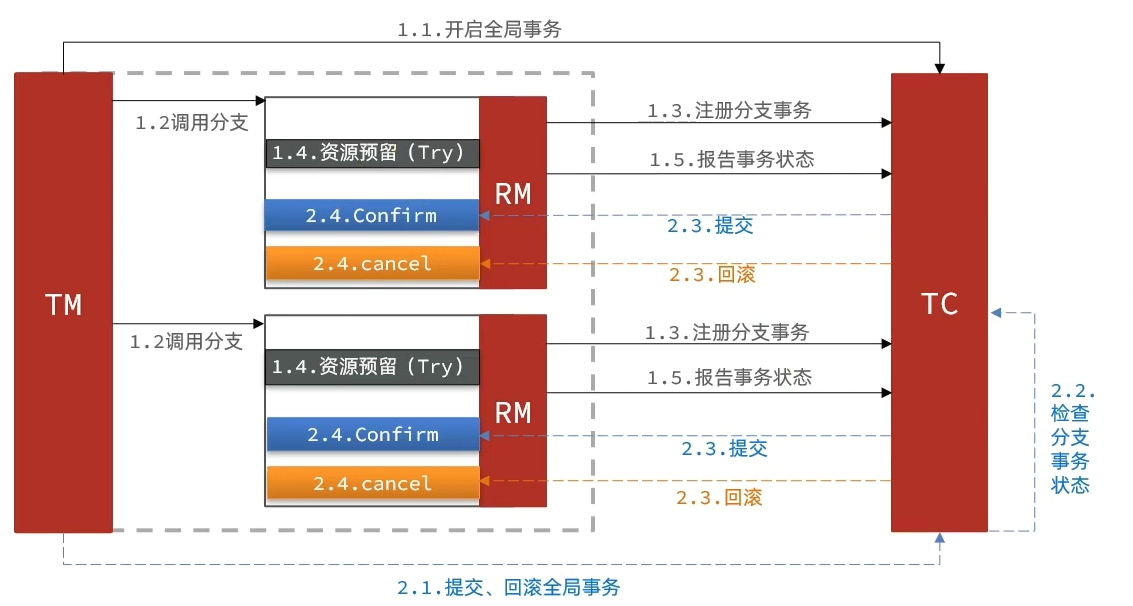 1.1.开启全局事务
1.2调用分支
1.3.注册分支事务
1.4.资源预留（Try）
1.5.报告事务状态
RM
2.4.Confirm
2.3.提交
2.4.cancel
2.3.回滚
TM
TC
1.2调用分支
1.3.注册分支事务
1.4.资源预留（Try）
1.5.报告事务状态
RM
2.4.Confirm
2.3.提交
2.4.cancel
2.3.回滚
2.2.
检查
分支
事务
状态
2.1.提交、回滚全局事务